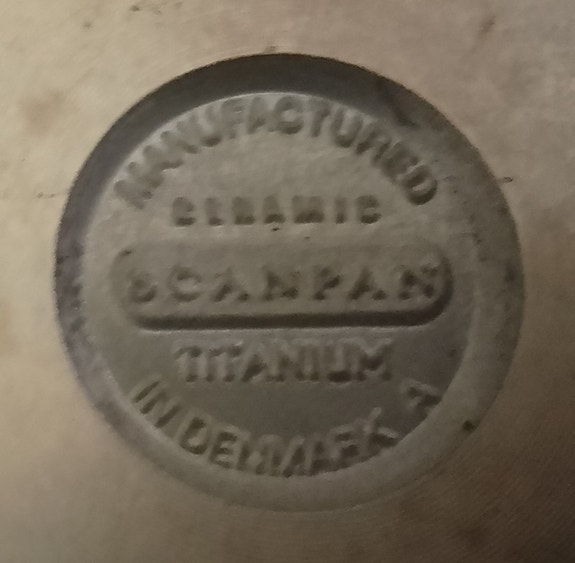 MANUFACTURED
CERAMIC
SCANPAN
TITANIUM
IN DENMARK A